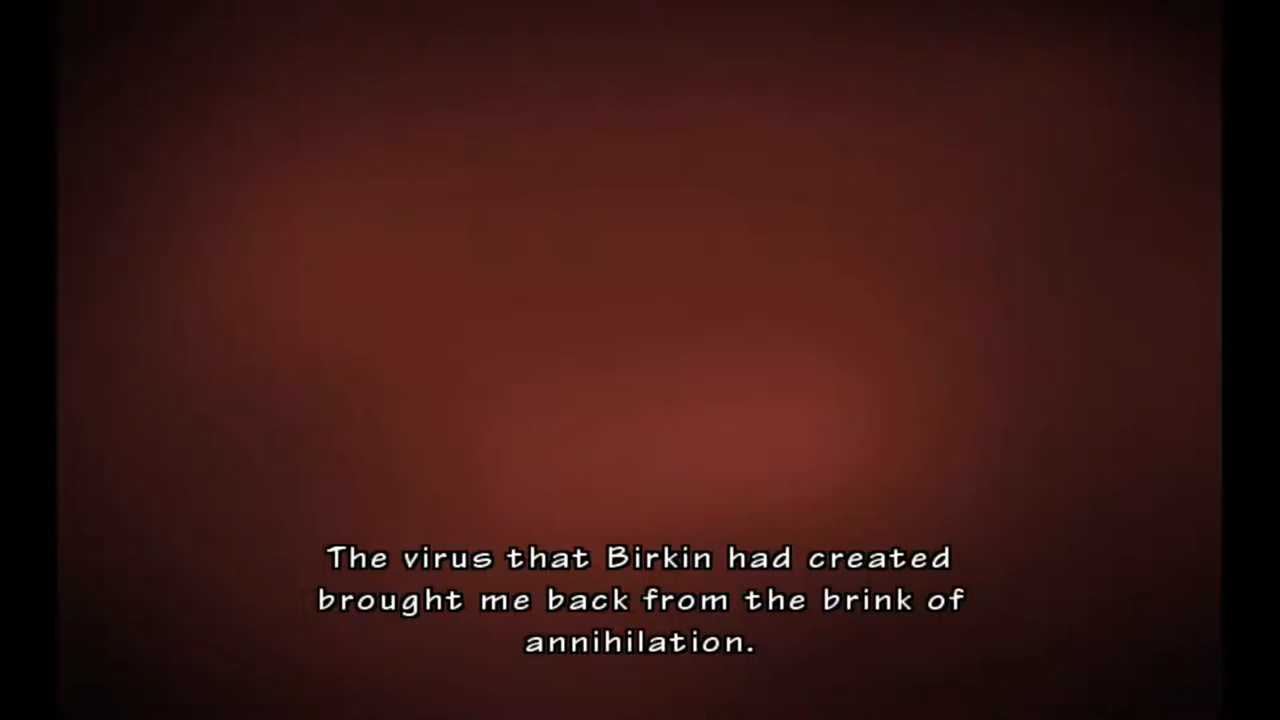 The virus that Birkin had created
brought me back from the brink of
annihilation.